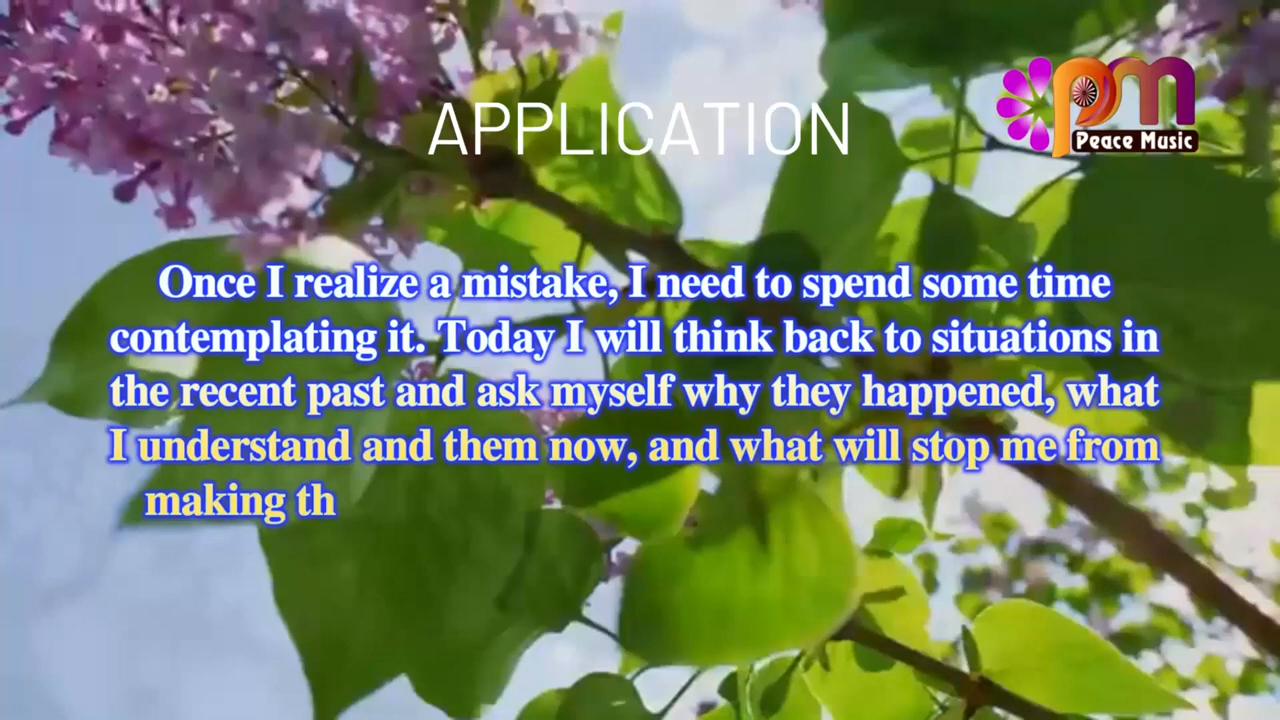 APPLICATION
pm
Peace Music
Once I realize a mistake, I need to spend some time
contemplating it. Today I will think back to situations in
the recent past and ask myself why they happened, what
I understand and them now, and what will stop me from
making th